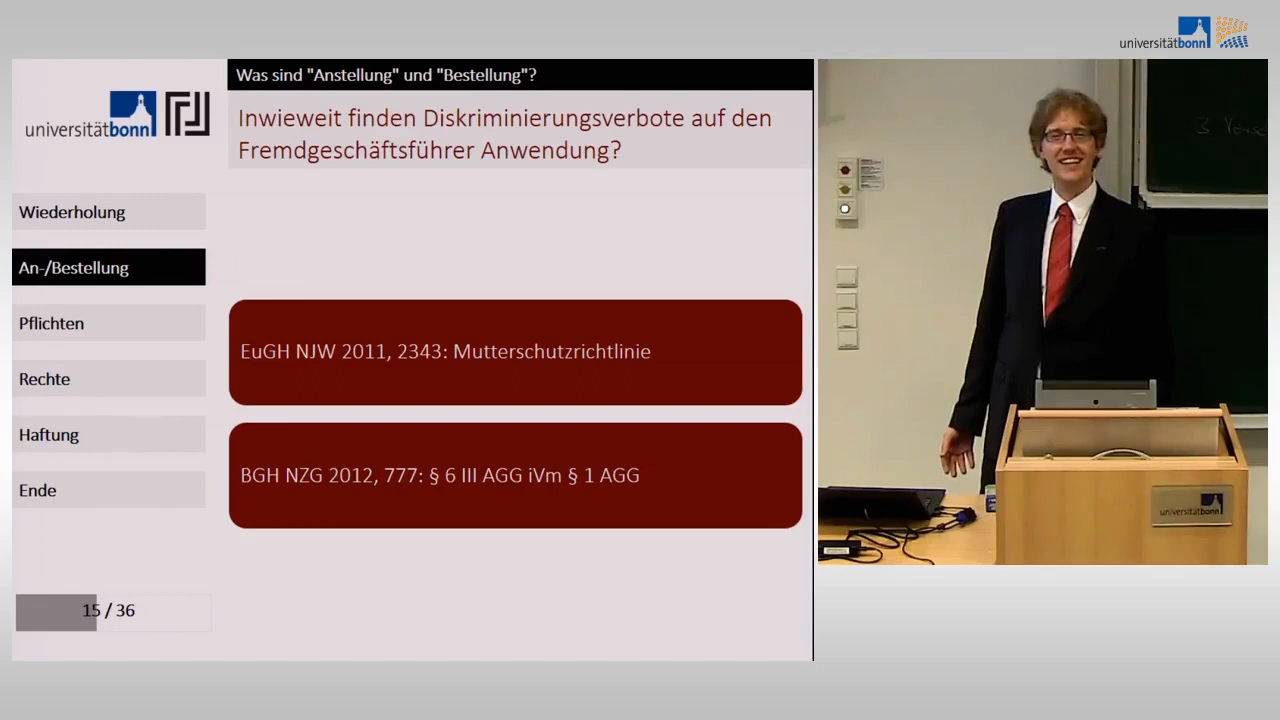 universitätbonn
Was sind "Anstellung" und "Bestellung"?
universitätbonn
Inwieweit finden Diskriminierungsverbote auf den
Fremdgeschäftsführer Anwendung?
Wiederholung
An-/Bestellung
Pflichten
Rechte
Haftung
Ende
EuGH NJW 2011, 2343: Mutterschutzrichtlinie
BGH NZG 2012, 777: § 6 III AGG iVm § 1 AGG
15 / 36
universitätbonn